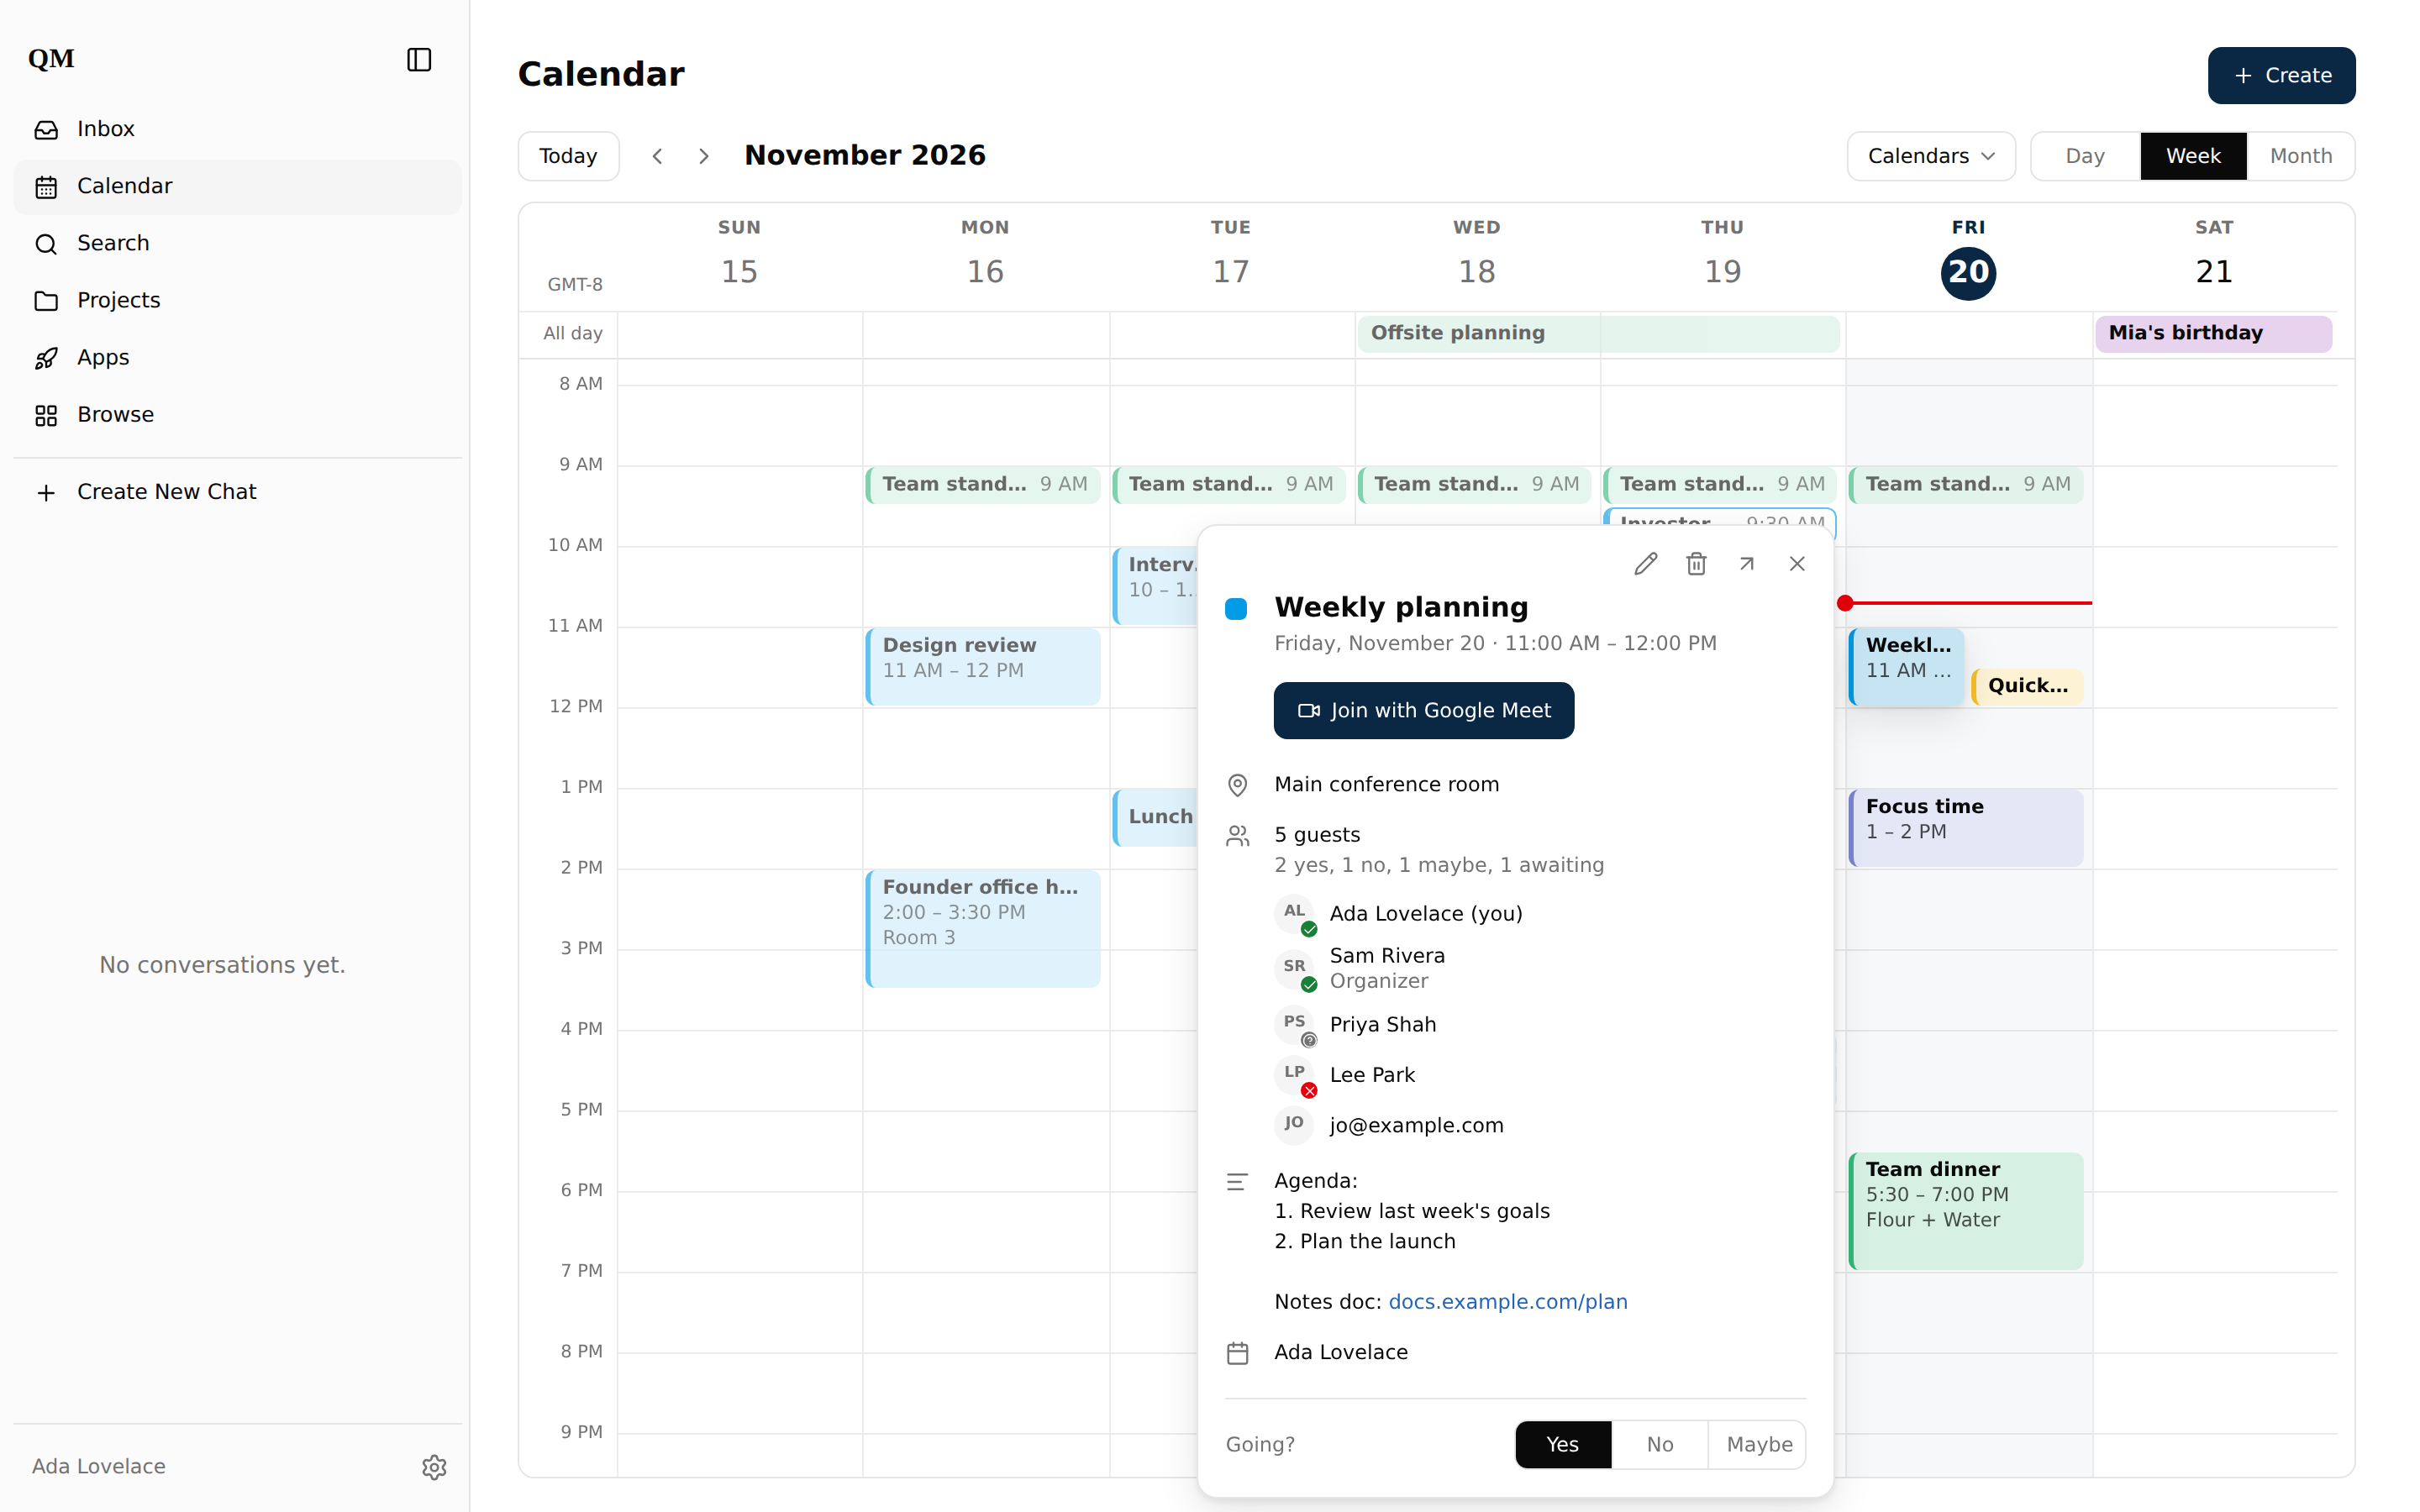 QM
Inbox
Calendar
Search
Projects
Apps
Browse
Create New Chat
No conversations yet.
Ada Lovelace
Calendar
Create
Today
November 2026
Calendars
Day
Week
Month
GMT-8
SUN
15
MON
16
TUE
17
WED
18
THU
19
FRI
20
SAT
21
All day
Offsite planning
Mia's birthday
8 AM
9 AM
10 AM
11 AM
12 PM
1 PM
2 PM
3 PM
4 PM
5 PM
6 PM
7 PM
8 PM
9 PM
Team stand... 9 AM
Design review
11 AM – 12 PM
Founder office h...
2:00 – 3:30 PM
Room 3
Team stand... 9 AM
Interv.
10 – 1..
Lunch
Team stand... 9 AM
Team stand... 9 AM
Investor 9:30 AM
Team stand... 9 AM
Weekl...
11 AM ...
Quick...
Focus time
1 – 2 PM
Team dinner
5:30 – 7:00 PM
Flour + Water
Weekly planning
Friday, November 20 · 11:00 AM – 12:00 PM
Join with Google Meet
Main conference room
5 guests
2 yes, 1 no, 1 maybe, 1 awaiting
AL Ada Lovelace (you)
SR Sam Rivera
Organizer
PS Priya Shah
LP Lee Park
JO jo@example.com
Agenda:
1. Review last week's goals
2. Plan the launch
Notes doc: docs.example.com/plan
Ada Lovelace
Going?
Yes
No
Maybe